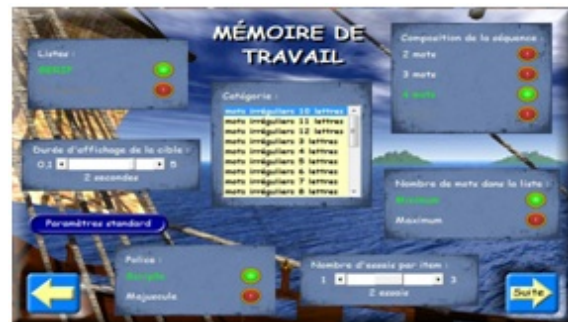 MÉMOIRE DE
TRAVAIL
Listes :
Composition de la séquence :
2 mots
3 mots
4 mots
Catégorie :
mots irréguliers 10 lettres
mots irréguliers 11 lettres
mots irréguliers 12 lettres
mots irréguliers 3 lettres
mots irréguliers 4 lettres
mots irréguliers 5 lettres
mots irréguliers 6 lettres
mots irréguliers 7 lettres
mots irréguliers 8 lettres
Durée d'affichage de la cible :
0,1 5
2 secondes
Nombre de mots dans la liste :
Minimum
Maximum
Paramètres standard
Police :
Scripte
Majuscule
Nombre d'essais par item :
1 3
2 essais
Suite